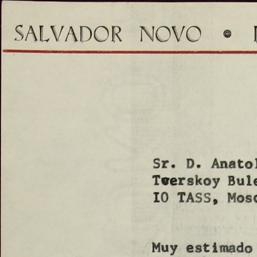 SALVADOR NOVO •
Sr. D. Anatol
Tverskoy Bule
IO TASS, Mosc
Muy estimado